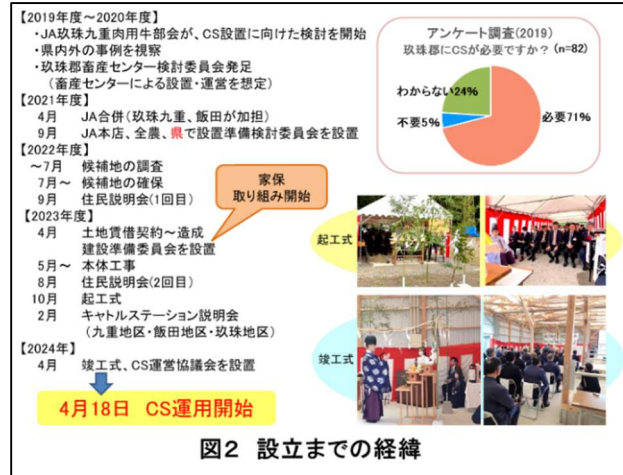 【2019年度～2020年度】
・JA玖珠九重肉用牛部会が、CS設置に向けた検討を開始
・県内外の事例を視察
・玖珠郡畜産センター検討委員会発足
（畜産センターによる設置・運営を想定）
【2021年度】
4月　JA合併（玖珠九重、飯田が加担）
9月　JA本店、全農、県で設置準備検討委員会を設置
【2022年度】
～7月　候補地の調査
7月～　候補地の確保
9月　住民説明会（1回目）
【2023年度】
4月　土地賃借契約～造成
建設準備委員会を設置
5月～　本体工事
8月　住民説明会（2回目）
10月　起工式
2月　キャトルステーション説明会
（九重地区・飯田地区・玖珠地区）
【2024年】
4月　竣工式、CS運営協議会を設置
4月18日　CS運用開始
家保
取り組み開始
アンケート調査（2019）
玖珠郡にCSが必要ですか？（n=82）
わからない24%
不要5%
必要71%
起工式
竣工式
図2　設立までの経緯